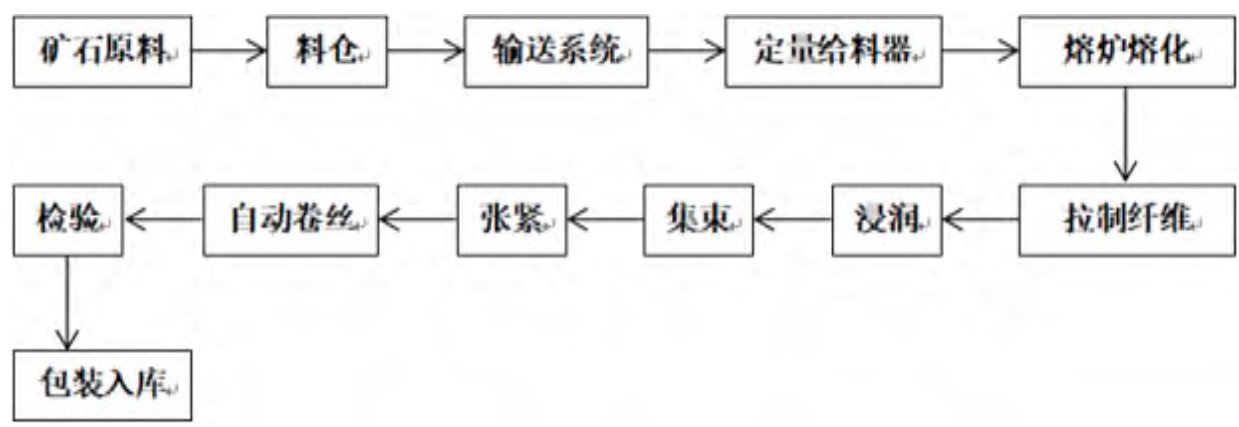 矿石原料
料仓
输送系统
定量给料器
熔炉熔化
拉制纤维
浸润
集束
张紧
自动卷丝
检验
包装入库